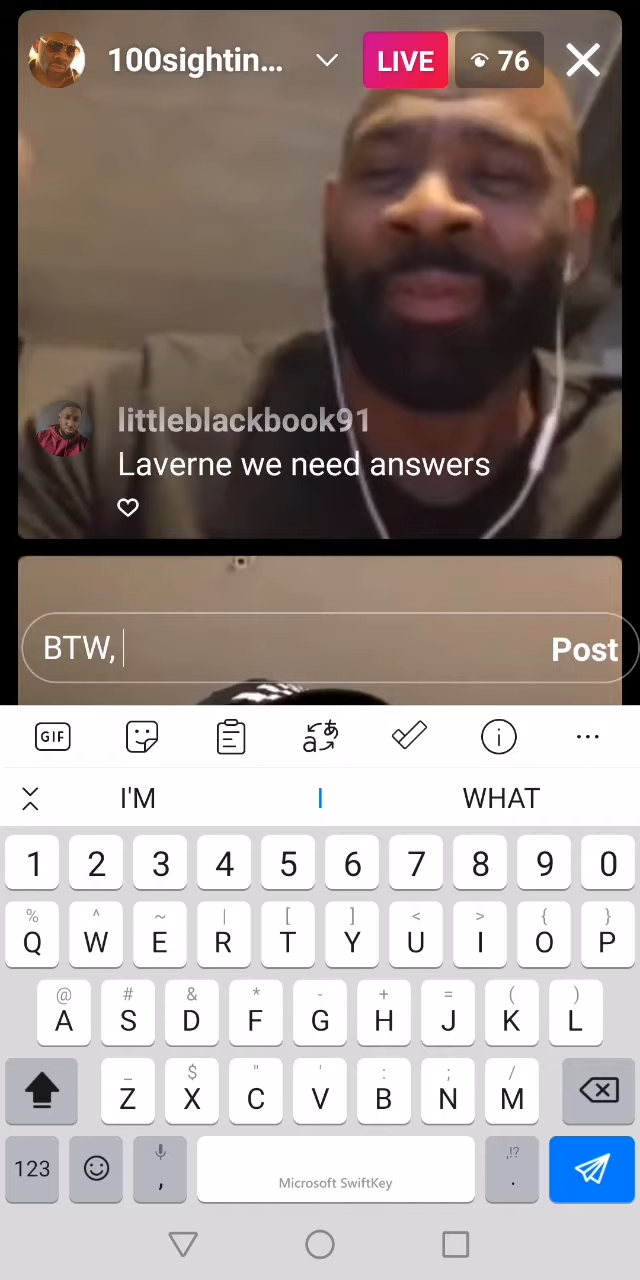 100sightin... LIVE 76
littleblackbook91
Laverne we need answers
BTW, Post
GIF
I'M I WHAT
1 2 3 4 5 6 7 8 9 0
% ^ ~ | [ ] < > { }
Q W E R T Y U I O P
@ # & * - + = ( )
A S D F G H J K L
_ $ " ' : ; /
Z X C V B N M
123 , Microsoft SwiftKey ,!? .